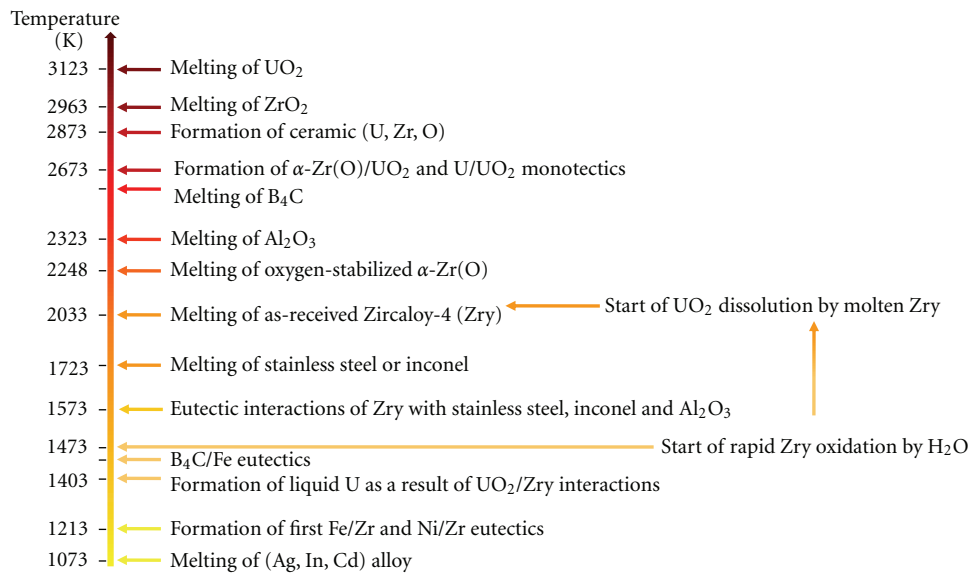 Temperature
(K)
3123 Melting of UO₂
2963 Melting of ZrO₂
2873 Formation of ceramic (U, Zr, O)
2673 Formation of α-Zr(O)/UO₂ and U/UO₂ monotectics
Melting of B₄C
2323 Melting of Al₂O₃
2248 Melting of oxygen-stabilized α-Zr(O)
Start of UO₂ dissolution by molten Zry
2033 Melting of as-received Zircaloy-4 (Zry)
1723 Melting of stainless steel or inconel
1573 Eutectic interactions of Zry with stainless steel, inconel and Al₂O₃
1473 Start of rapid Zry oxidation by H₂O
B₄C/Fe eutectics
1403 Formation of liquid U as a result of UO₂/Zry interactions
1213 Formation of first Fe/Zr and Ni/Zr eutectics
1073 Melting of (Ag, In, Cd) alloy